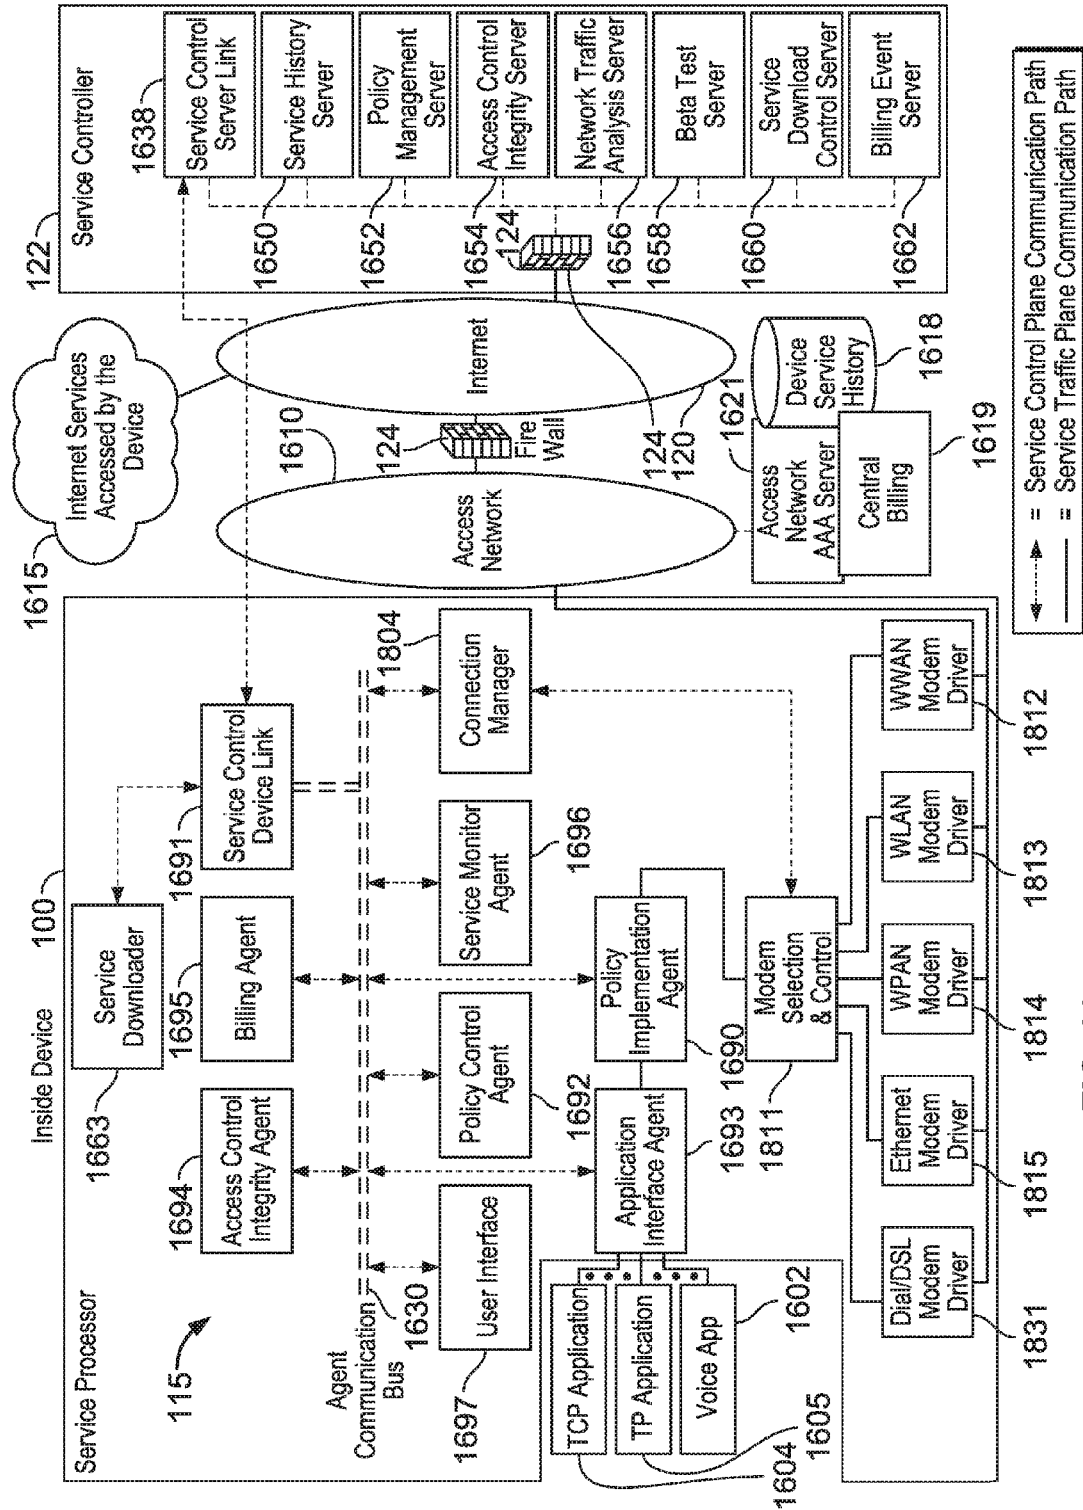 Service Processor
115
Inside Device
100
1663
Service
Downloader
1694
Access Control
Integrity Agent
1695
Billing Agent
1691
Service Control
Device Link
Agent
Communication
Bus
1630
User Interface
1697
Policy Control
Agent
1692
Service Monitor
Agent
1696
Connection
Manager
1804
TCP Application
TP Application
Voice App
1604
1605
1602
Application
Interface Agent
1693
Policy
Implementation
Agent
1690
Modem
Selection
& Control
1811
Dial/DSL
Modem
Driver
1831
Ethernet
Modem
Driver
1815
WPAN
Modem
Driver
1814
WLAN
Modem
Driver
1813
WWAN
Modem
Driver
1812
1615
Internet Services
Accessed by the
Device
Access
Network
1610
124
Fire
Wall
Internet
124
120
1621
Access
Network
AAA Server
Device
Service
History
1618
Central
Billing
1619
122
Service Controller
1638
Service Control
Server Link
1650
Service History
Server
1652
Policy
Management
Server
1654
Access Control
Integrity Server
124
1656
Network Traffic
Analysis Server
1658
Beta Test
Server
1660
Service
Download
Control Server
1662
Billing Event
Server
= Service Control Plane Communication Path
= Service Traffic Plane Communication Path